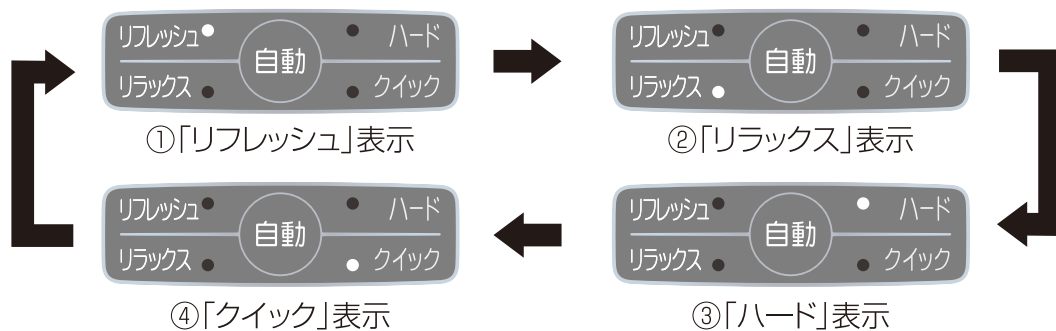 リフレッシュ 自動 ハード
リラックス クイック
①「リフレッシュ」表示
リフレッシュ 自動 ハード
リラックス クイック
②「リラックス」表示
リフレッシュ 自動 ハード
リラックス クイック
④「クイック」表示
リフレッシュ 自動 ハード
リラックス クイック
③「ハード」表示